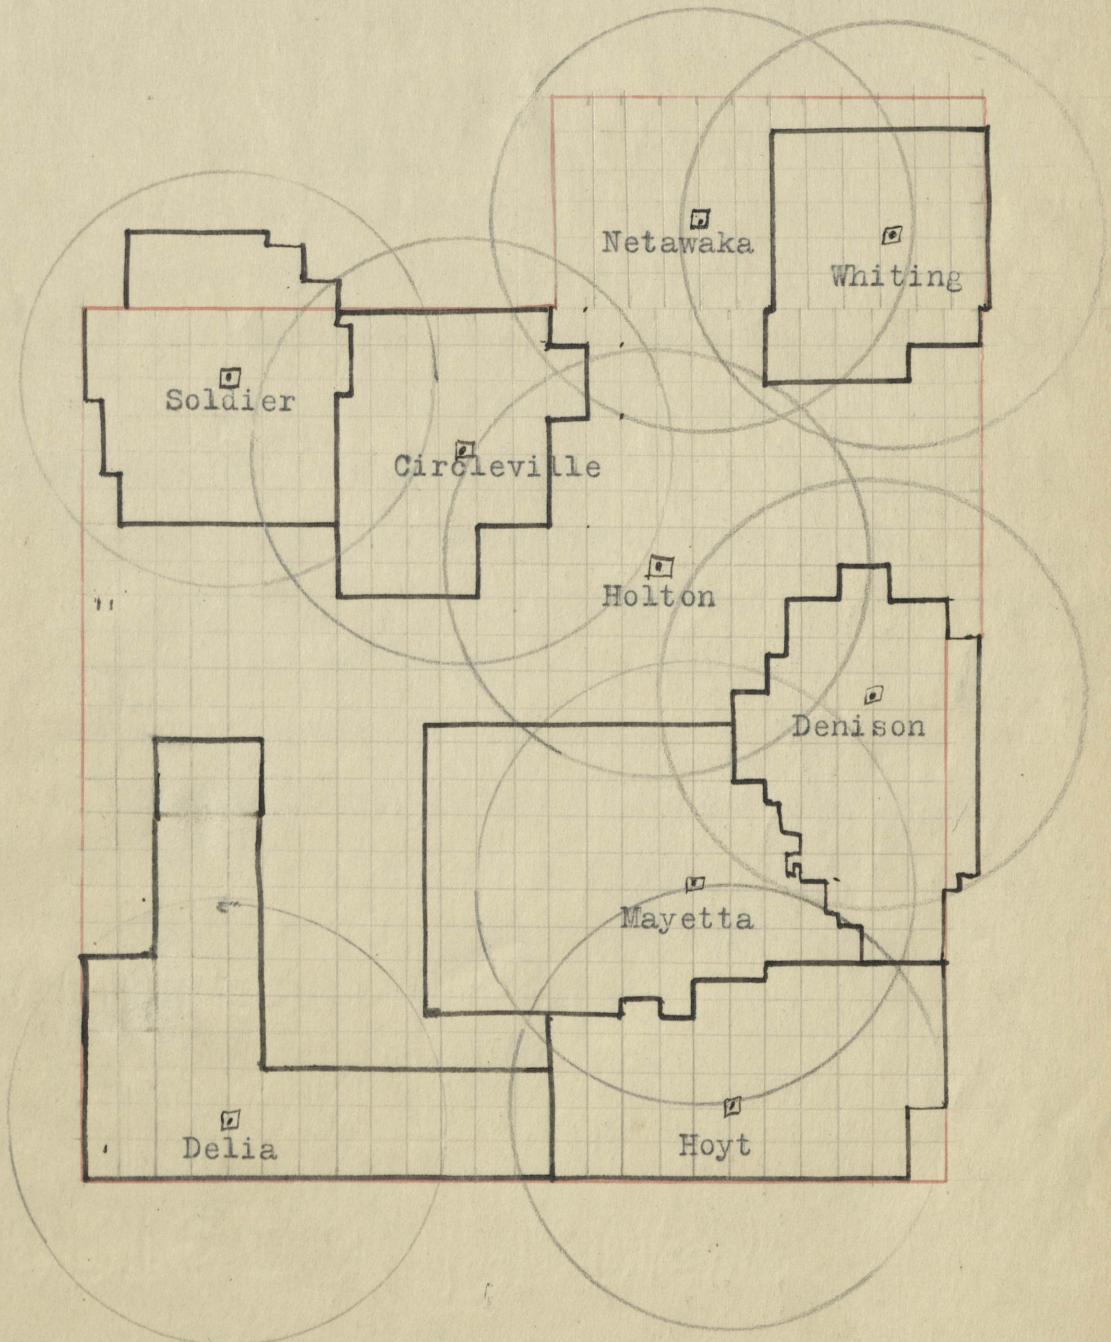 Netawaka
Whiting
Soldier
Circleville
Holton
Denison
Mayetta
Delia
Hoyt